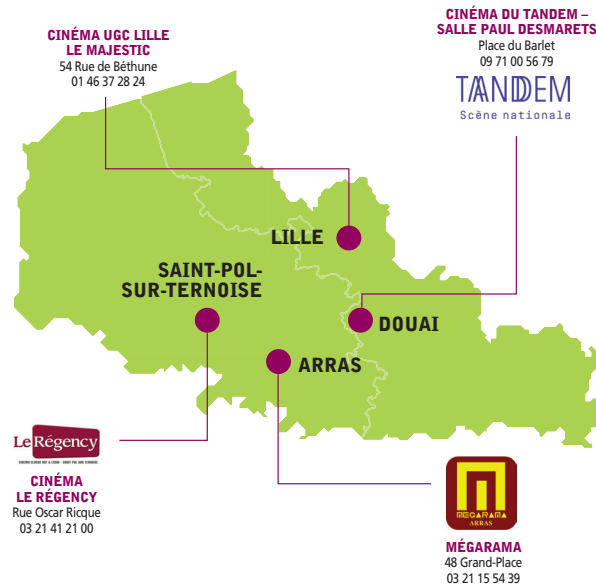 CINÉMA UGC LILLE
LE MAJESTIC
54 Rue de Béthune
01 46 37 28 24
CINÉMA DU TANDEM –
SALLE PAUL DESMARETS
Place du Barlet
09 71 00 56 79
TANDEM
Scène nationale
LILLE
SAINT-POL-
SUR-TERNOISE
DOUAI
ARRAS
Le Régency
CINÉMA
LE RÉGENCY
Rue Oscar Ricque
03 21 41 21 00
MEGARAMA
ARRAS
MÉGARAMA
48 Grand-Place
03 21 15 54 39